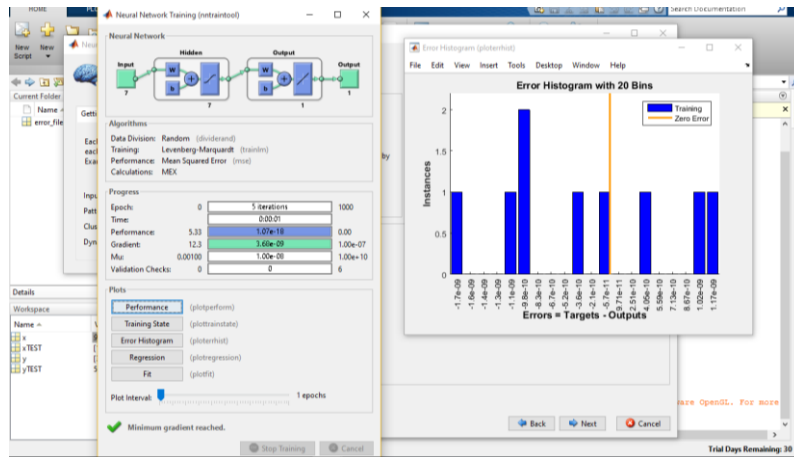 HOME
Search Documentation
New
Script
New
Current Folder
Name
error_file
Details
Workspace
Name
x
xTEST
y
yTEST
Neural Network Training (nntraintool)
Neural Network
Hidden
Output
Input
Output
W
b
W
b
7
7
1
1
Algorithms
Data Division: Random (dividerand)
Training: Levenberg-Marquardt (trainlm)
Performance: Mean Squared Error (mse)
Calculations: MEX
Progress
Epoch: 0 5 iterations 1000
Time: 0:00:01
Performance: 5.33 1.07e-18 0.00
Gradient: 12.3 3.60e-09 1.00e-07
Mu: 0.00100 1.00e-08 1.00e+10
Validation Checks: 0 0 6
Plots
Performance (plotperform)
Training State (plottrainstate)
Error Histogram (ploterrhist)
Regression (plotregression)
Fit (plotfit)
Plot Interval: 1 epochs
Minimum gradient reached.
Stop Training
Cancel
by
Error Histogram (ploterrhist)
File Edit View Insert Tools Desktop Window Help
Error Histogram with 20 Bins
Training
Zero Error
Instances
2
1.5
1
0.5
0
-1.7e-09
-1.6e-09
-1.4e-09
-1.3e-09
-1.1e-09
-9.8e-10
-8.3e-10
-6.7e-10
-5.2e-10
-3.6e-10
-2.1e-10
-5.7e-11
9.71e-11
2.51e-10
4.05e-10
5.59e-10
7.13e-10
8.67e-10
1.02e-09
1.17e-09
Errors = Targets - Outputs
are OpenGL. For more
Back
Next
Cancel
Trial Days Remaining: 30